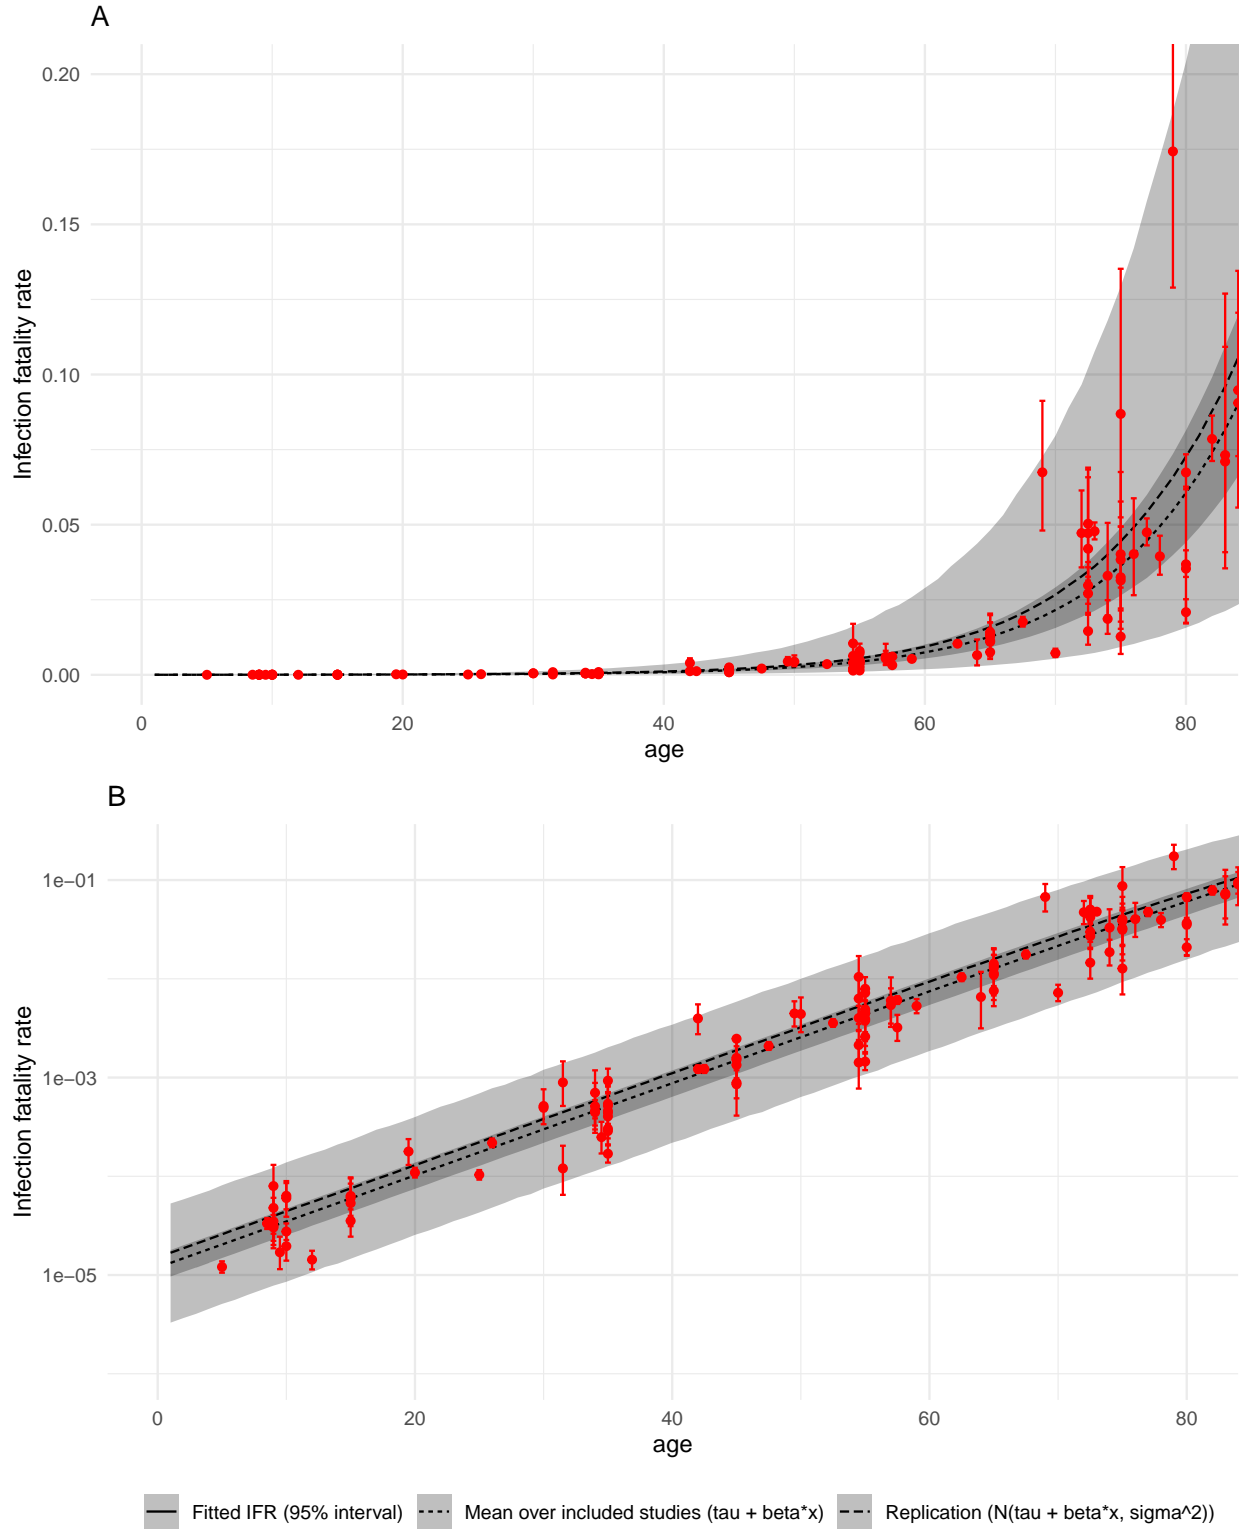 A
0.20
0.15
0.10
0.05
0.00
Infection fatality rate
0 20 40 60 80
age
B
1e−01
1e−03
1e−05
Infection fatality rate
0 20 40 60 80
age
Fitted IFR (95% interval) Mean over included studies (tau + beta*x) Replication (N(tau + beta*x, sigma^2))